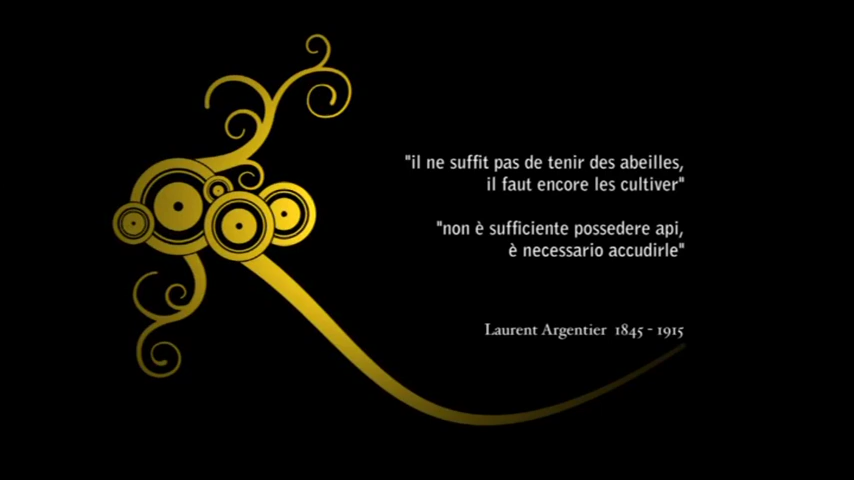 "il ne suffit pas de tenir des abeilles,
il faut encore les cultiver"
"non è sufficiente possedere api,
è necessario accudirle"
Laurent Argentier 1845 - 1915